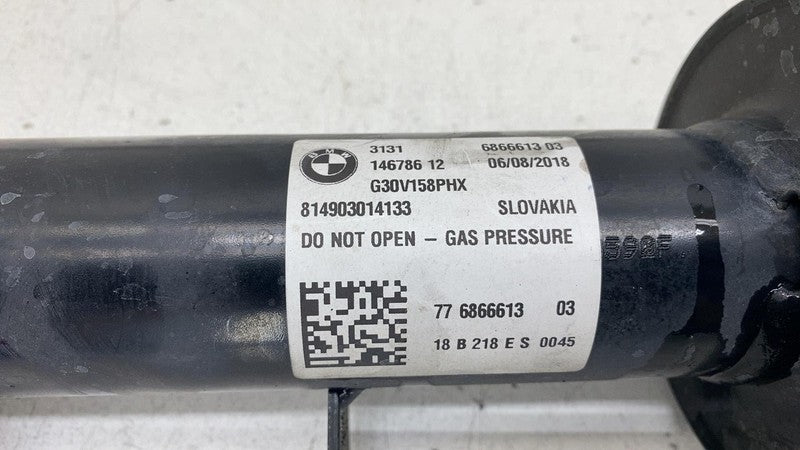 BMW
3131 6866613 03
146786 12 06/08/2018
G30V158PHX
814903014133 SLOVAKIA
DO NOT OPEN – GAS PRESSURE
77 6866613 03
18 B 218 E S 0045